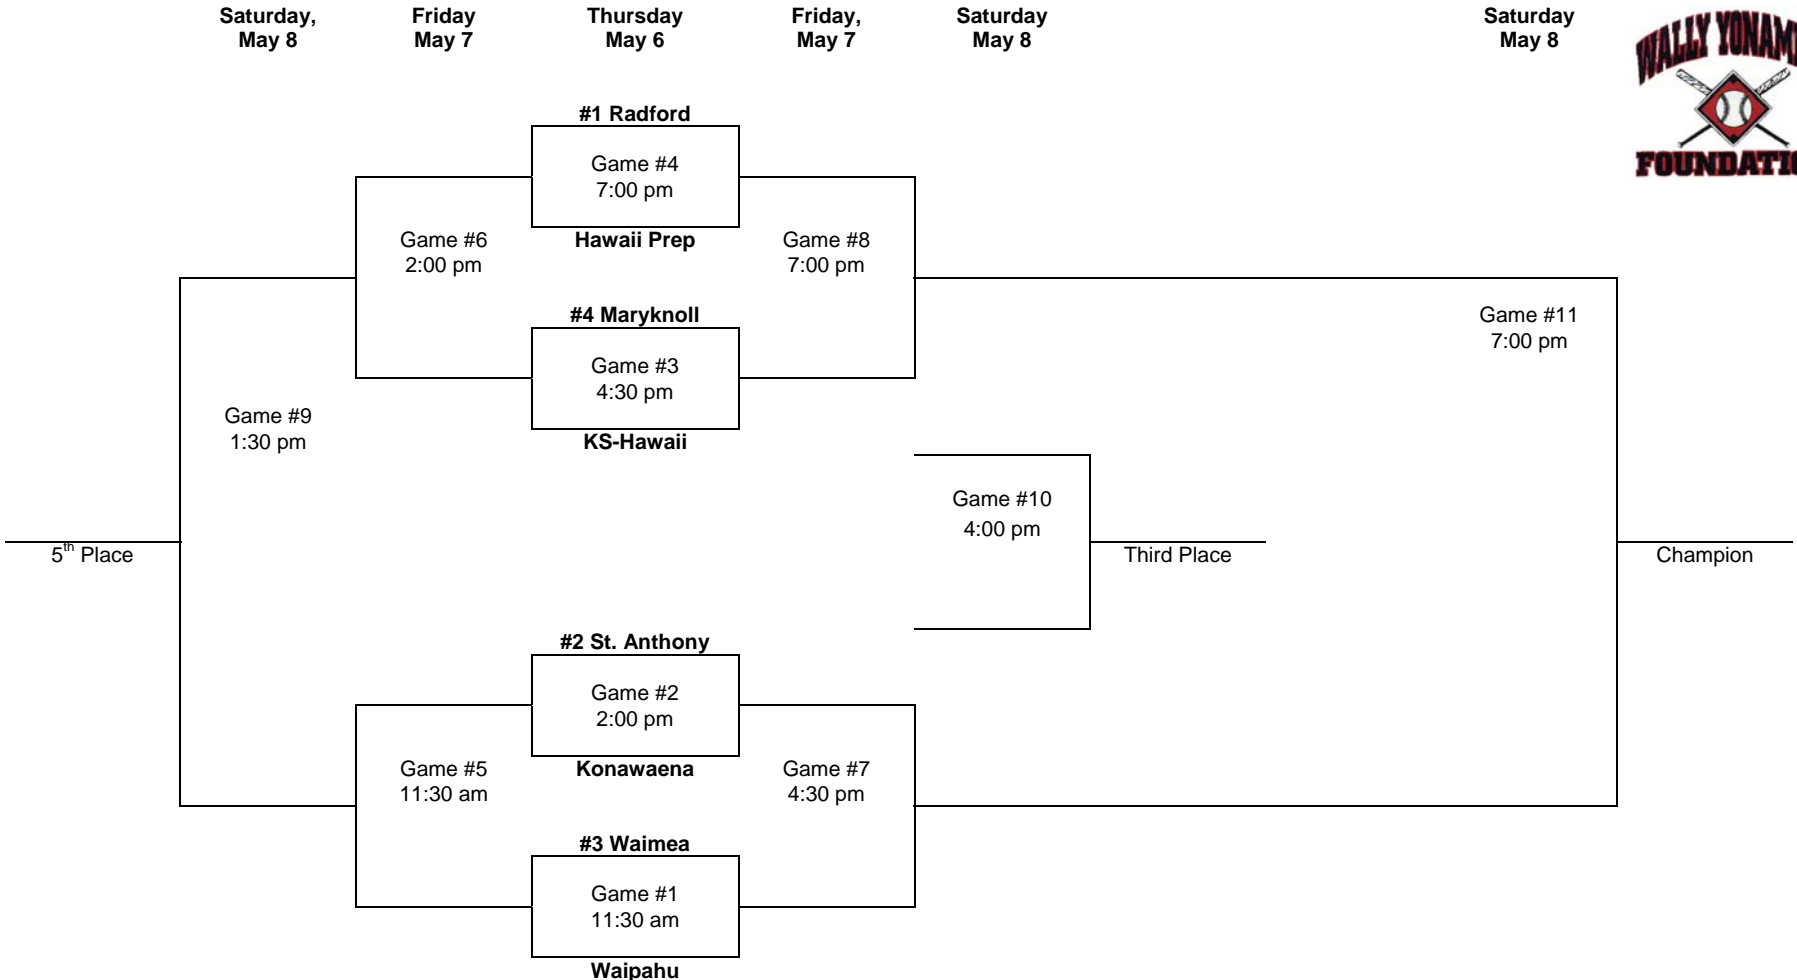 Saturday,
May 8
Friday
May 7
Thursday
May 6
Friday,
May 7
Saturday
May 8
Saturday
May 8
WALLY YONAM
FOUNDATIO
#1 Radford
Game #4
7:00 pm
Hawaii Prep
Game #6
2:00 pm
Game #8
7:00 pm
#4 Maryknoll
Game #3
4:30 pm
KS-Hawaii
Game #11
7:00 pm
Game #9
1:30 pm
Game #10
4:00 pm
5th Place
Third Place
Champion
#2 St. Anthony
Game #2
2:00 pm
Konawaena
Game #5
11:30 am
Game #7
4:30 pm
#3 Waimea
Game #1
11:30 am
Waipahu